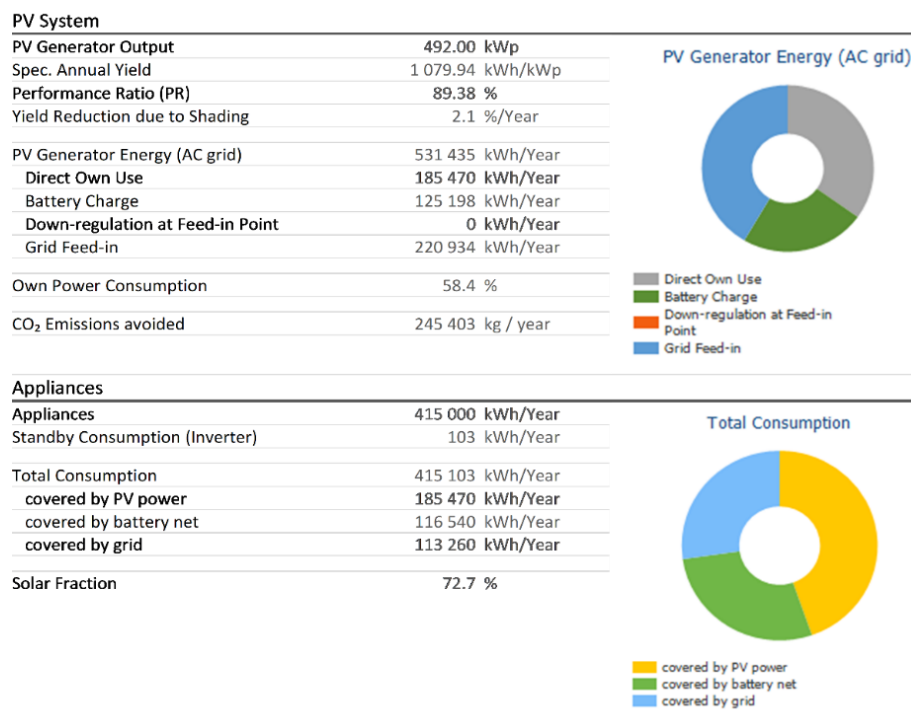 PV System
PV Generator Output 492.00 kWp
Spec. Annual Yield 1 079.94 kWh/kWp
Performance Ratio (PR) 89.38 %
Yield Reduction due to Shading 2.1 %/Year
PV Generator Energy (AC grid) 531 435 kWh/Year
Direct Own Use 185 470 kWh/Year
Battery Charge 125 198 kWh/Year
Down-regulation at Feed-in Point 0 kWh/Year
Grid Feed-in 220 934 kWh/Year
Own Power Consumption 58.4 %
CO₂ Emissions avoided 245 403 kg / year
PV Generator Energy (AC grid)
Direct Own Use
Battery Charge
Down-regulation at Feed-in
Point
Grid Feed-in
Appliances
Appliances 415 000 kWh/Year
Standby Consumption (Inverter) 103 kWh/Year
Total Consumption 415 103 kWh/Year
covered by PV power 185 470 kWh/Year
covered by battery net 116 540 kWh/Year
covered by grid 113 260 kWh/Year
Solar Fraction 72.7 %
Total Consumption
covered by PV power
covered by battery net
covered by grid